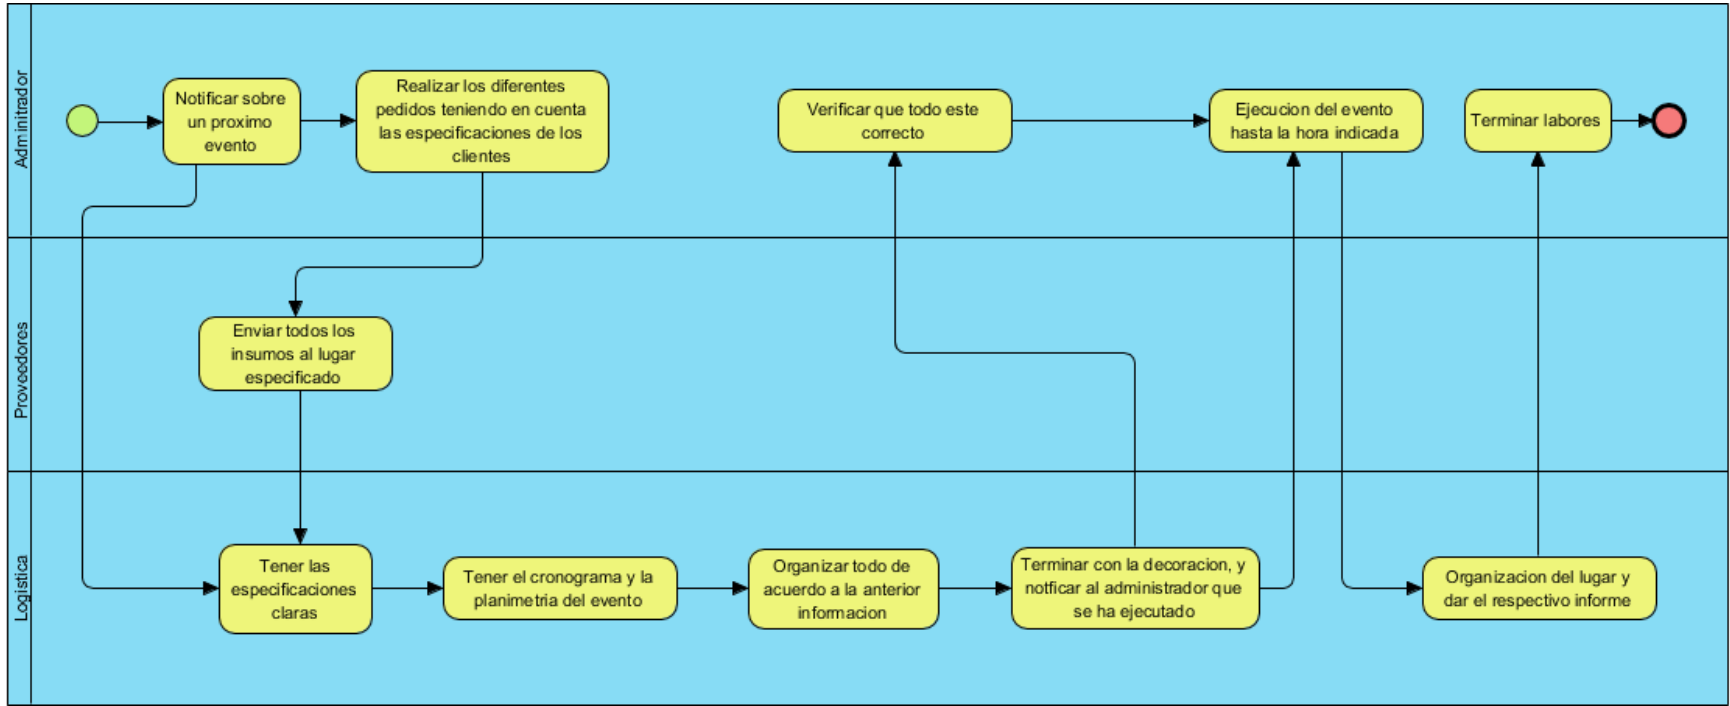 Adminitrador
Notificar sobre
un proximo
evento
Realizar los diferentes
pedidos teniendo en cuenta
las especificaciones de los
clientes
Verificar que todo este
correcto
Ejecucion del evento
hasta la hora indicada
Terminar labores
Proveedores
Enviar todos los
insumos al lugar
especificado
Logistica
Tener las
especificaciones
claras
Tener el cronograma y la
planimetria del evento
Organizar todo de
acuerdo a la anterior
informacion
Terminar con la decoracion, y
notficar al administrador que
se ha ejecutado
Organizacion del lugar y
dar el respectivo informe